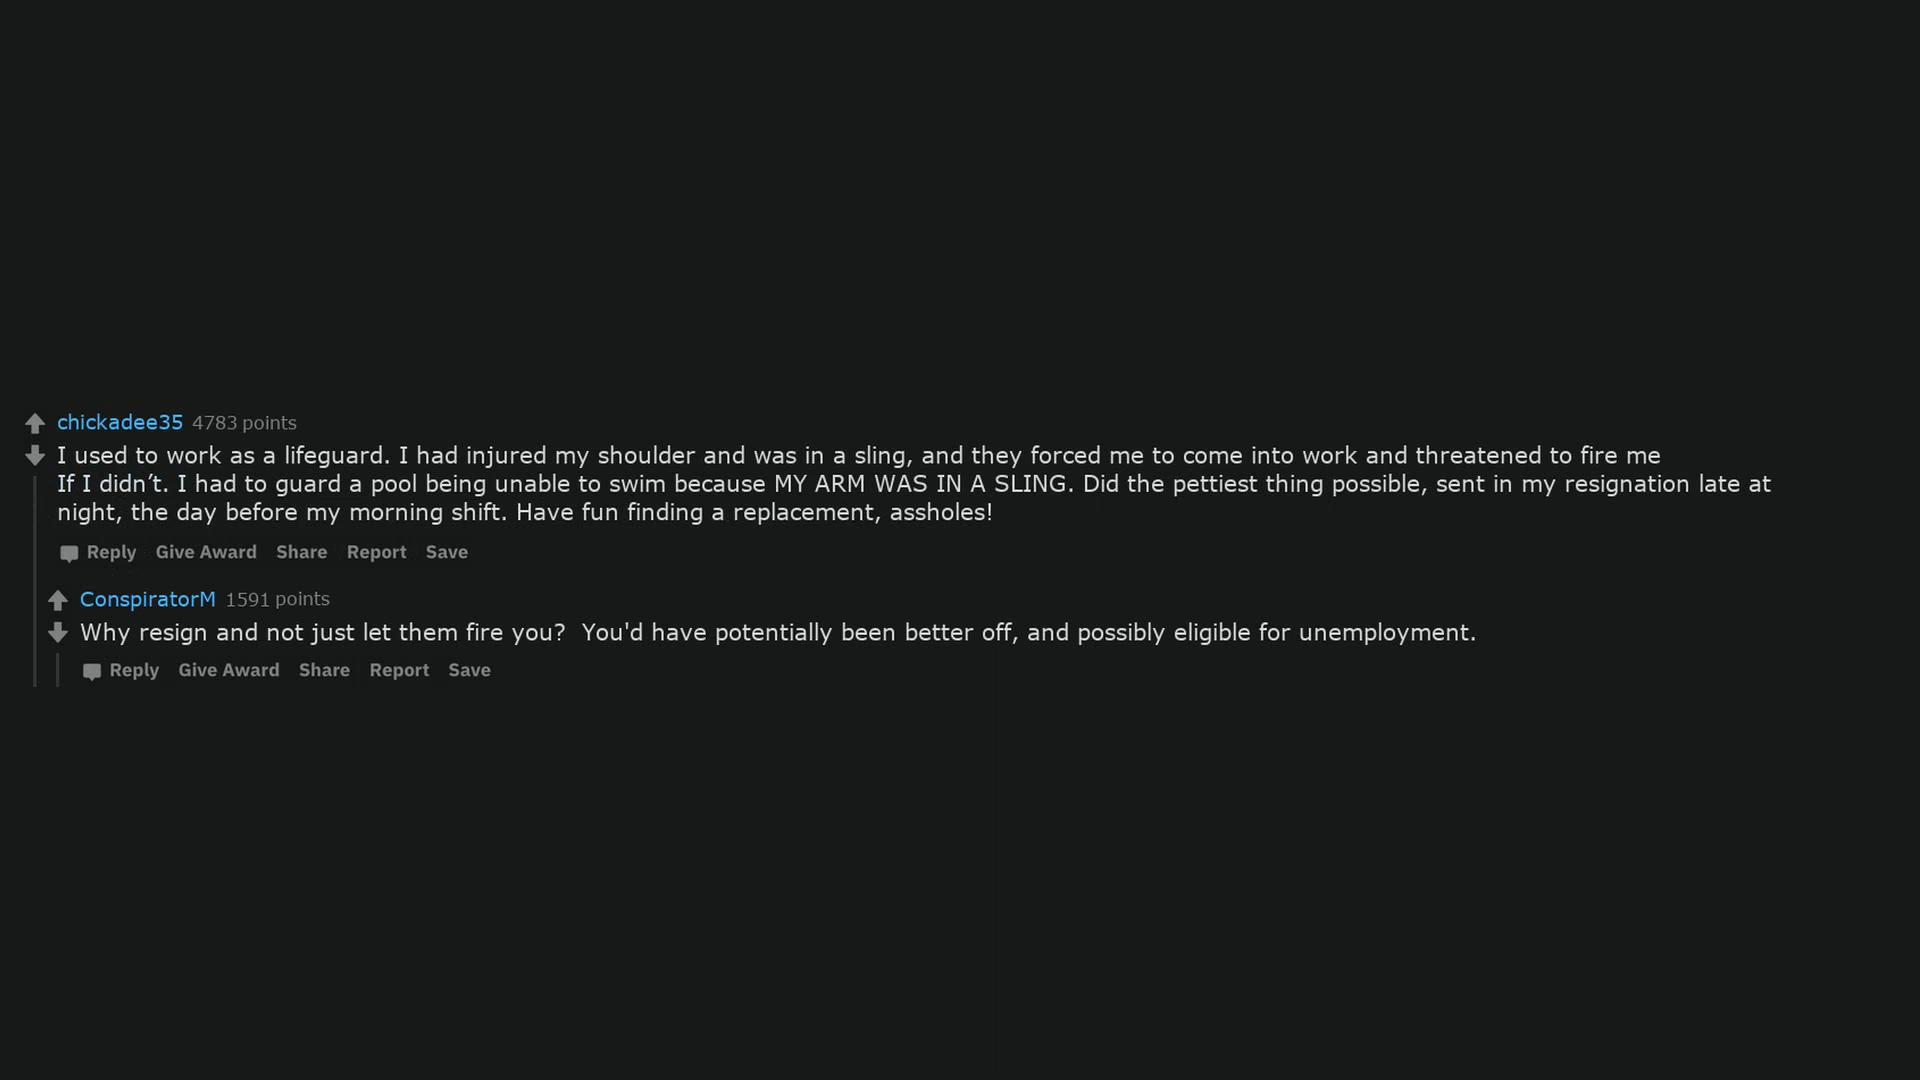 chickadee35 4783 points
I used to work as a lifeguard. I had injured my shoulder and was in a sling, and they forced me to come into work and threatened to fire me
If I didn’t. I had to guard a pool being unable to swim because MY ARM WAS IN A SLING. Did the pettiest thing possible, sent in my resignation late at
night, the day before my morning shift. Have fun finding a replacement, assholes!
Reply Give Award Share Report Save
ConspiratorM 1591 points
Why resign and not just let them fire you?  You'd have potentially been better off, and possibly eligible for unemployment.
Reply Give Award Share Report Save